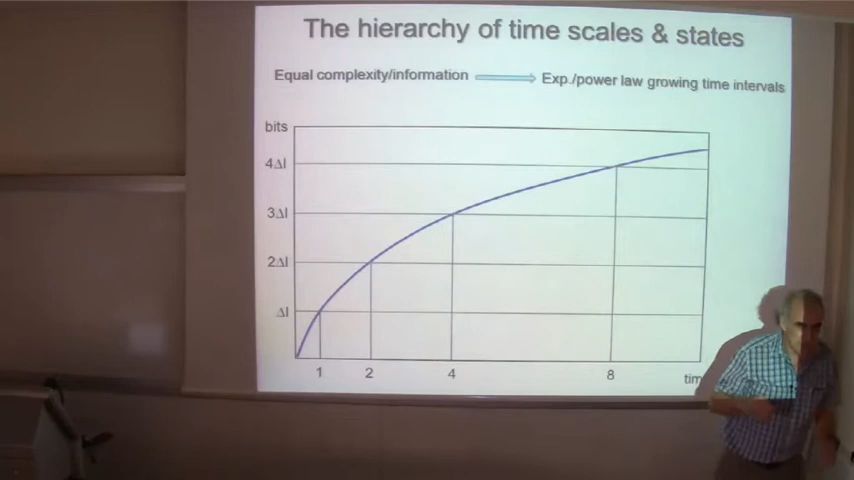 The hierarchy of time scales & states
Equal complexity/information
Exp./power law growing time intervals
bits
4ΔI
3ΔI
2ΔI
ΔI
1 2 4 8